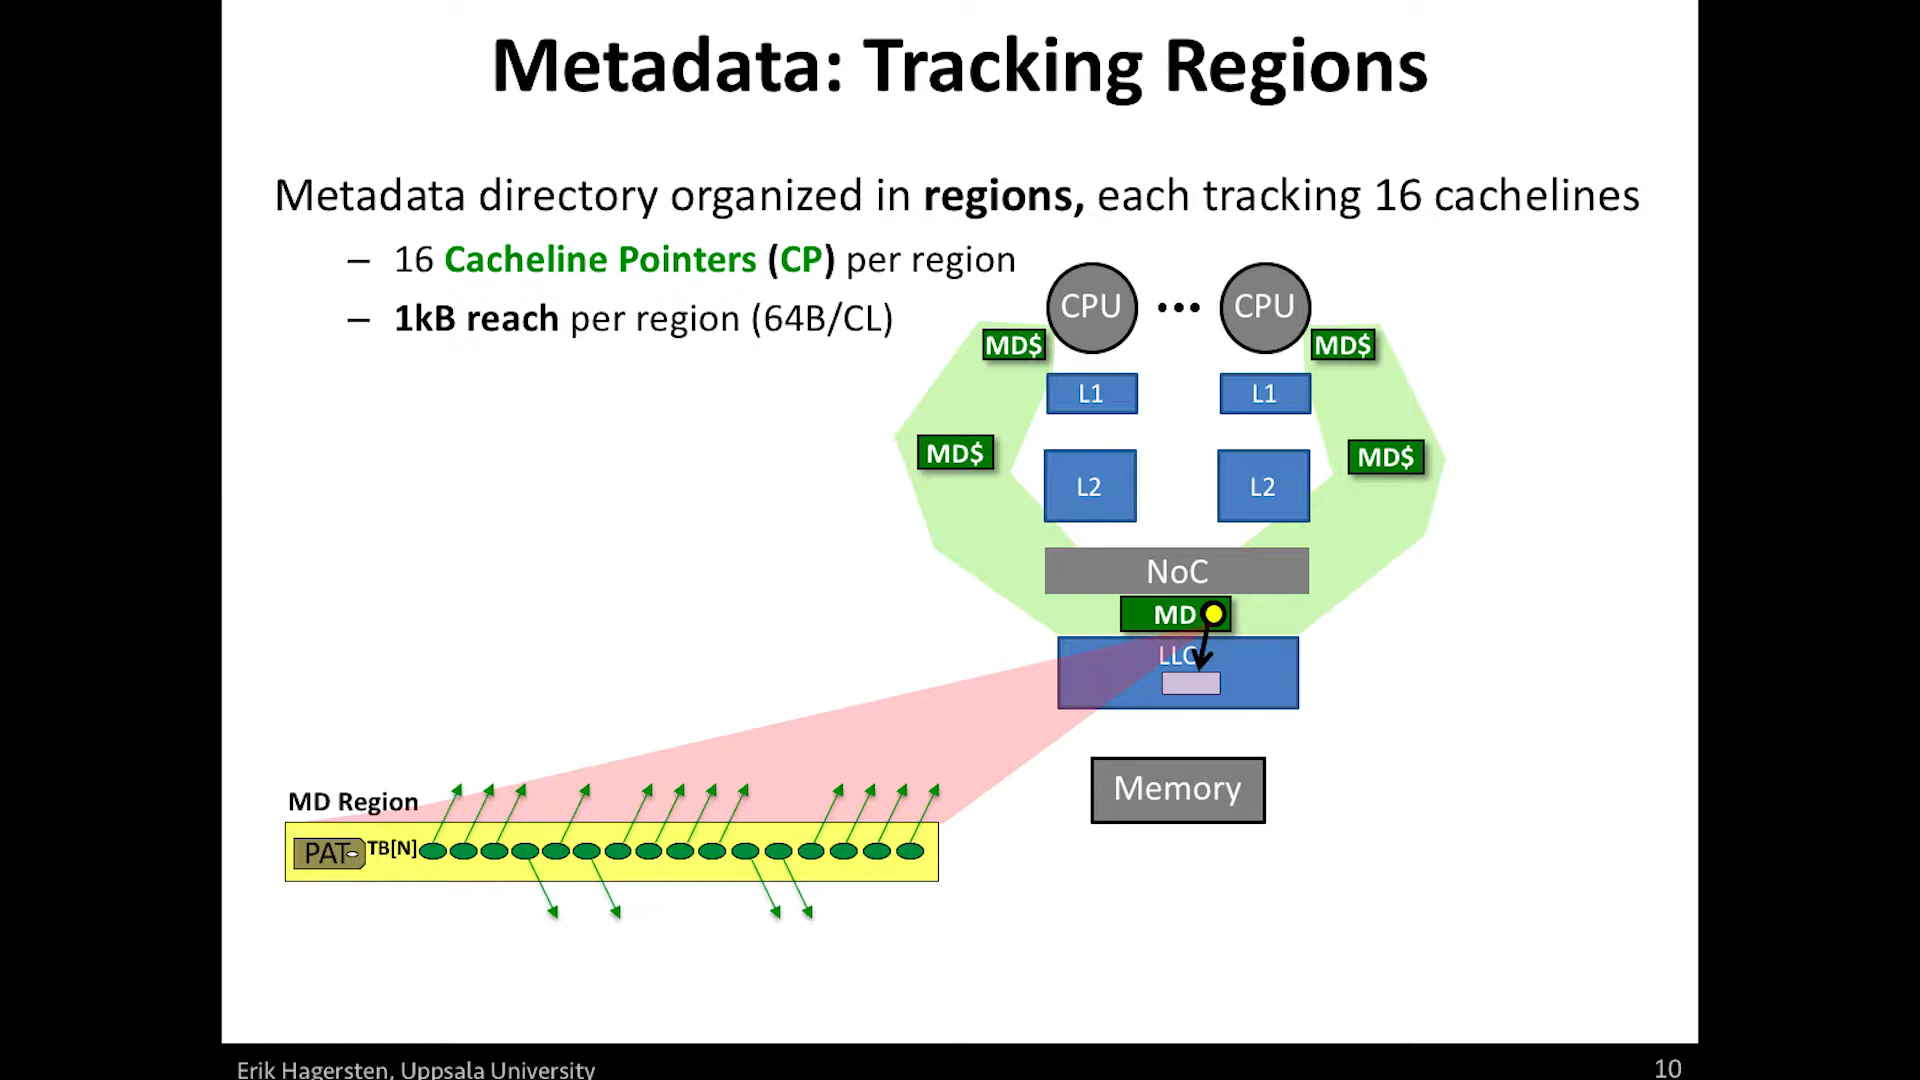 Metadata: Tracking Regions
Metadata directory organized in regions, each tracking 16 cachelines
– 16 Cacheline Pointers (CP) per region
– 1kB reach per region (64B/CL)
CPU ••• CPU
MD$ MD$
L1 L1
MD$ MD$
L2 L2
NoC
MD
LLC
Memory
MD Region
PAT TB[N]
Erik Hagersten, Uppsala University
10